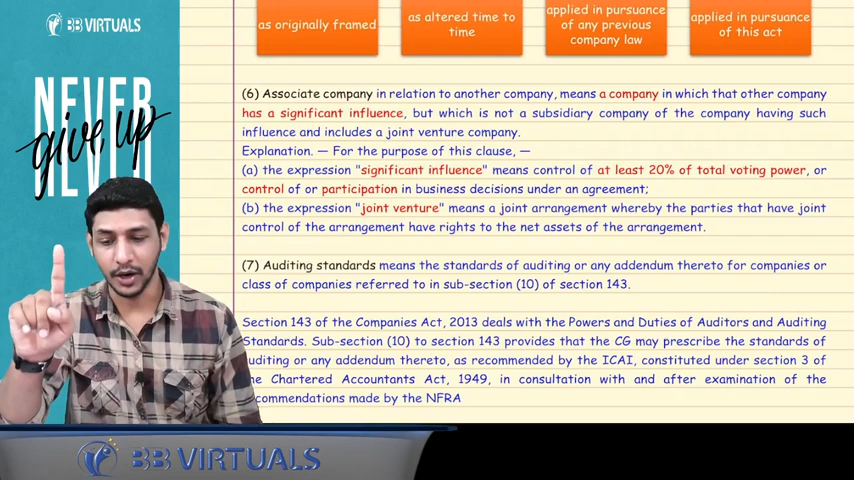 BB VIRTUALS
NEVER
give up
NEVER
as originally framed
as altered time to
time
applied in pursuance
of any previous
company law
applied in pursuance
of this act
(6) Associate company in relation to another company, means a company in which that other company
has a significant influence, but which is not a subsidiary company of the company having such
influence and includes a joint venture company.
Explanation. — For the purpose of this clause, —
(a) the expression "significant influence" means control of at least 20% of total voting power, or
control of or participation in business decisions under an agreement;
(b) the expression "joint venture" means a joint arrangement whereby the parties that have joint
control of the arrangement have rights to the net assets of the arrangement.
(7) Auditing standards means the standards of auditing or any addendum thereto for companies or
class of companies referred to in sub-section (10) of section 143.
Section 143 of the Companies Act, 2013 deals with the Powers and Duties of Auditors and Auditing
Standards. Sub-section (10) to section 143 provides that the CG may prescribe the standards of
auditing or any addendum thereto, as recommended by the ICAI, constituted under section 3 of
Chartered Accountants Act, 1949, in consultation with and after examination of the
commendations made by the NFRA
BB VIRTUALS